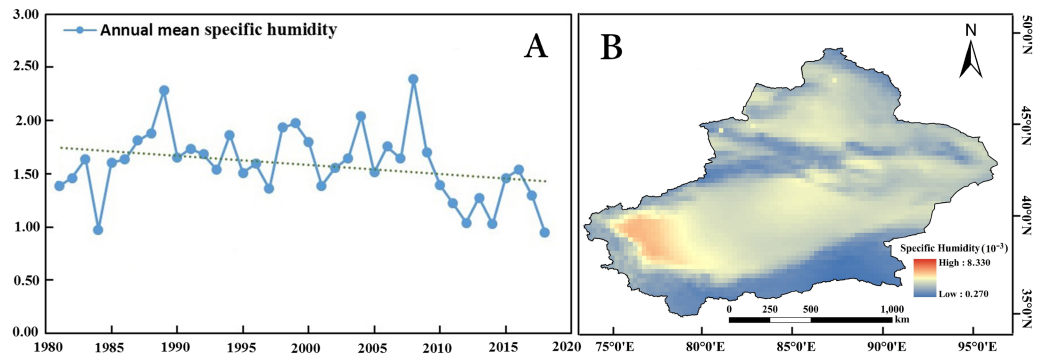 3.00
Annual mean specific humidity
A
2.50
2.00
1.50
1.00
0.50
0.00
1980 1985 1990 1995 2000 2005 2010 2015 2020
B
N
50°0'N
45°0'N
40°0'N
35°0'N
Specific Humidity (10⁻³)
High : 8.330
Low : 0.270
0 250 500 1,000
km
75°0'E 80°0'E 85°0'E 90°0'E 95°0'E